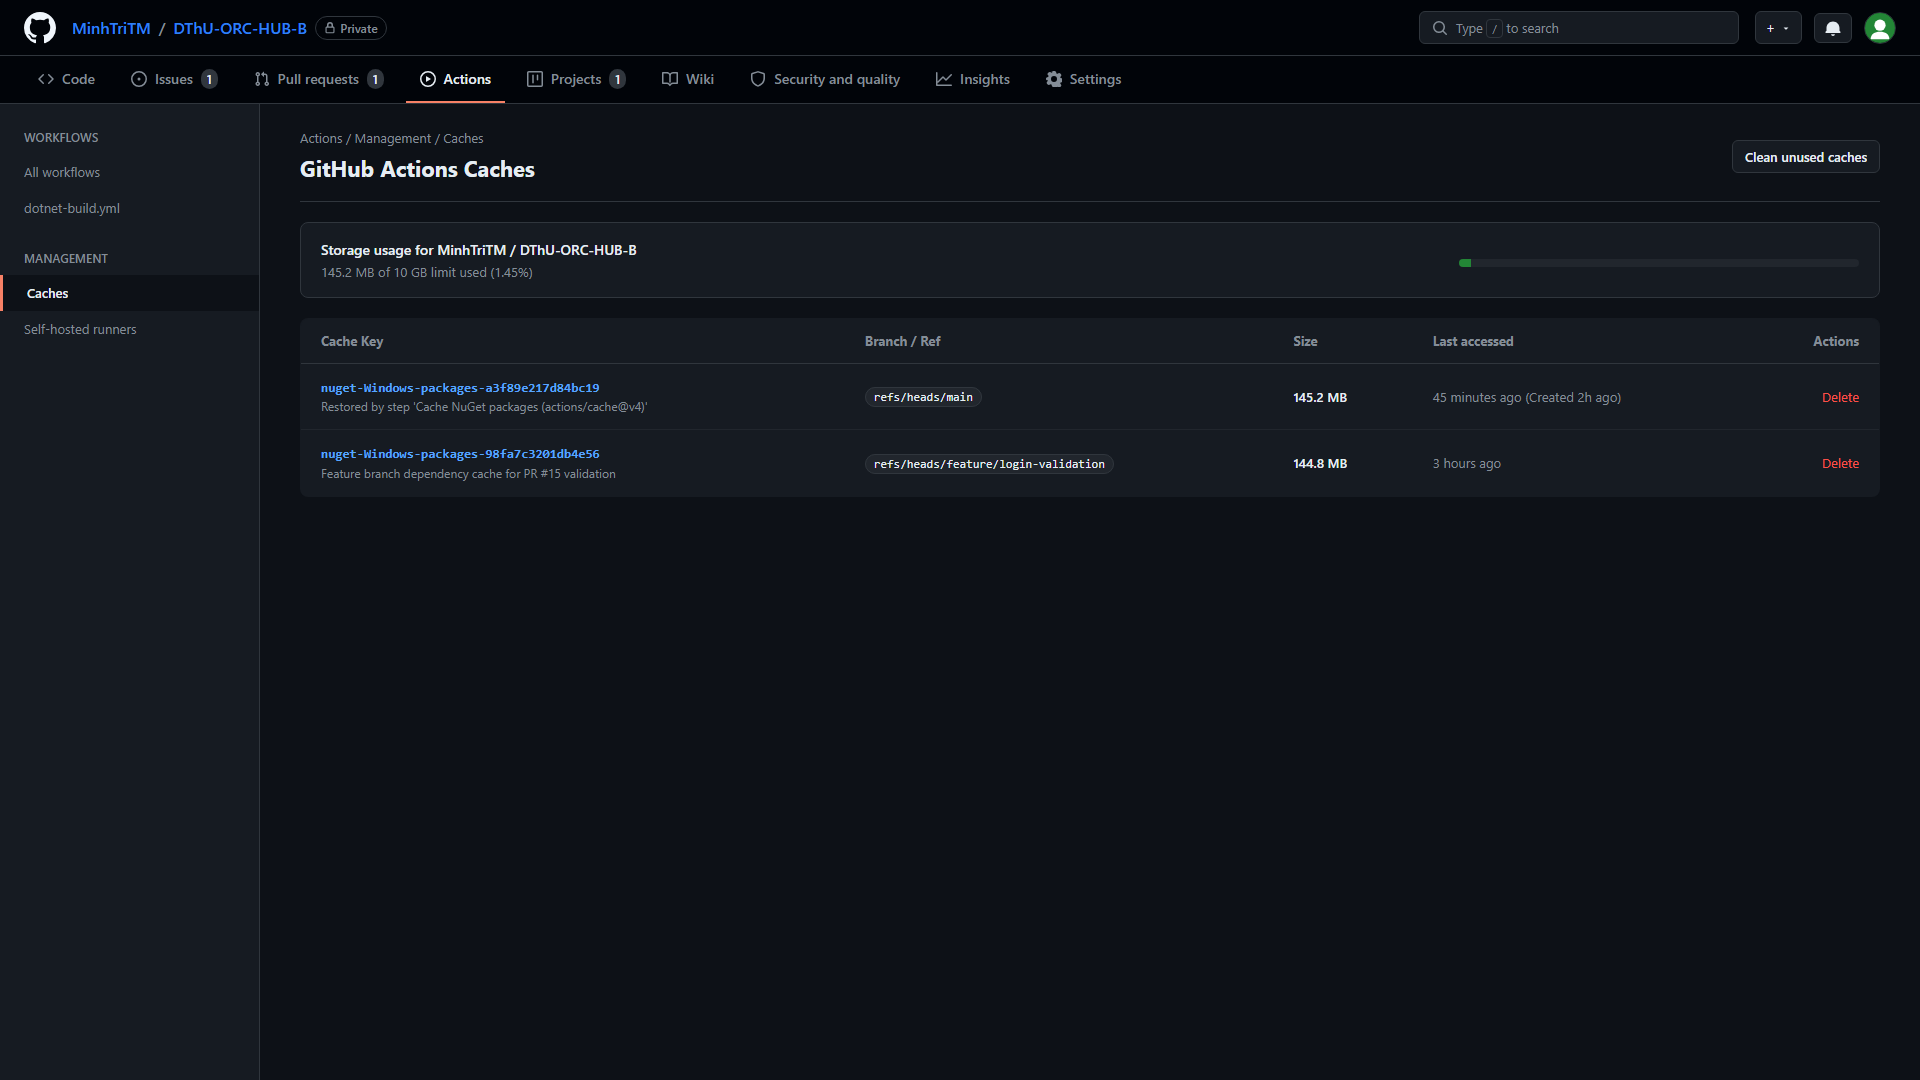 MinhTriTM / DThU-ORC-HUB-B Private
Type / to search
+
Code
Issues 1
Pull requests 1
Actions
Projects 1
Wiki
Security and quality
Insights
Settings
WORKFLOWS
All workflows
dotnet-build.yml
MANAGEMENT
Caches
Self-hosted runners
Actions / Management / Caches
GitHub Actions Caches
Clean unused caches
Storage usage for MinhTriTM / DThU-ORC-HUB-B
145.2 MB of 10 GB limit used (1.45%)
Cache Key Branch / Ref Size Last accessed Actions
nuget-Windows-packages-a3f89e217d84bc19
Restored by step 'Cache NuGet packages (actions/cache@v4)'
refs/heads/main 145.2 MB 45 minutes ago (Created 2h ago) Delete
nuget-Windows-packages-98fa7c3201db4e56
Feature branch dependency cache for PR #15 validation
refs/heads/feature/login-validation 144.8 MB 3 hours ago Delete